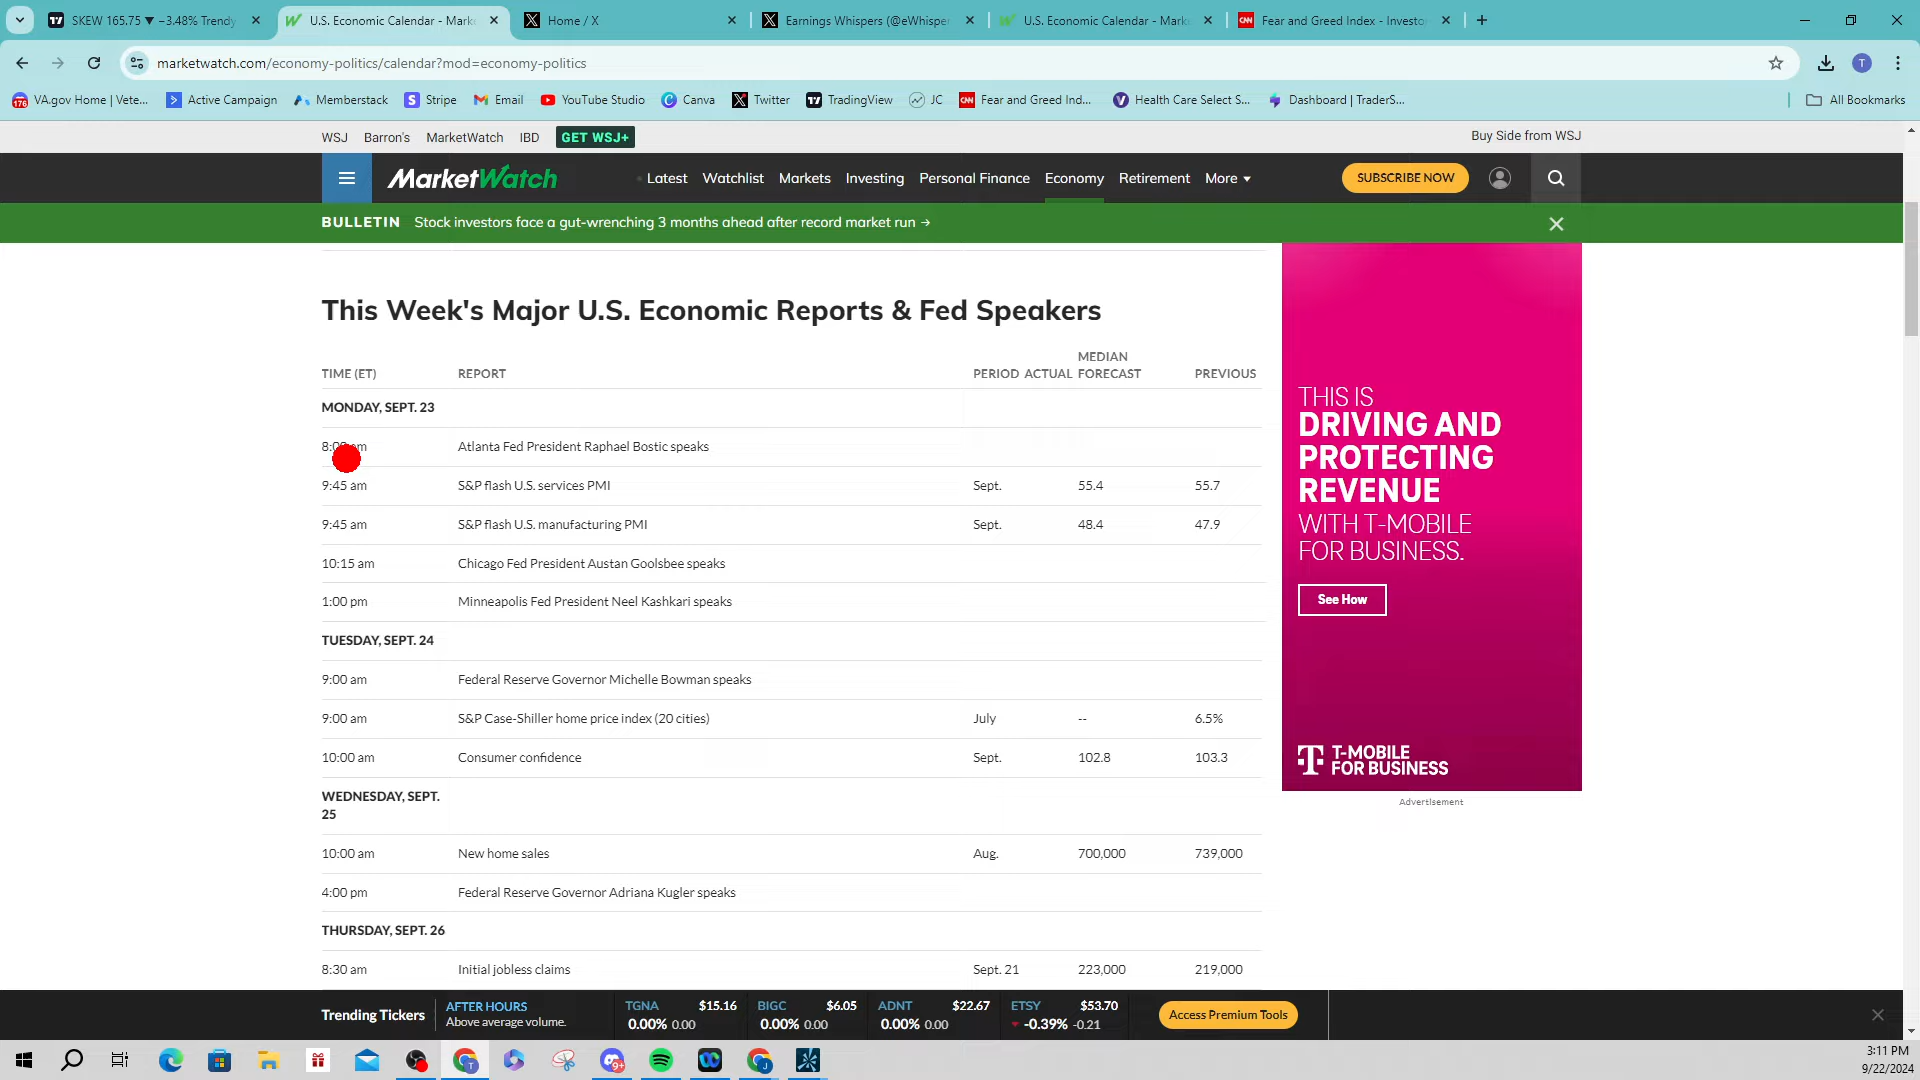 SKEW 165.75 ▼ −3.48% Trendy
U.S. Economic Calendar - Mark
Home / X
Earnings Whispers (@eWhisper
U.S. Economic Calendar - Mark
Fear and Greed Index - Investo
marketwatch.com/economy-politics/calendar?mod=economy-politics
T
VA.gov Home | Vete...
Active Campaign
Memberstack
Stripe
Email
YouTube Studio
Canva
Twitter
TradingView
JC
Fear and Greed Ind...
Health Care Select S...
Dashboard | TraderS...
All Bookmarks
WSJ Barron's MarketWatch IBD GET WSJ+
Buy Side from WSJ
MarketWatch
Latest Watchlist Markets Investing Personal Finance Economy Retirement More
SUBSCRIBE NOW
BULLETIN Stock investors face a gut-wrenching 3 months ahead after record market run →
This Week's Major U.S. Economic Reports & Fed Speakers
TIME (ET) REPORT PERIOD ACTUAL MEDIAN FORECAST PREVIOUS
MONDAY, SEPT. 23
Atlanta Fed President Raphael Bostic speaks
9:45 am S&P flash U.S. services PMI Sept. 55.4 55.7
9:45 am S&P flash U.S. manufacturing PMI Sept. 48.4 47.9
10:15 am Chicago Fed President Austan Goolsbee speaks
1:00 pm Minneapolis Fed President Neel Kashkari speaks
TUESDAY, SEPT. 24
9:00 am Federal Reserve Governor Michelle Bowman speaks
9:00 am S&P Case-Shiller home price index (20 cities) July -- 6.5%
10:00 am Consumer confidence Sept. 102.8 103.3
WEDNESDAY, SEPT.
25
10:00 am New home sales Aug. 700,000 739,000
4:00 pm Federal Reserve Governor Adriana Kugler speaks
THURSDAY, SEPT. 26
8:30 am Initial jobless claims Sept. 21 223,000 219,000
THIS IS
DRIVING AND
PROTECTING
REVENUE
WITH T-MOBILE
FOR BUSINESS.
See How
T-MOBILE
FOR BUSINESS
Advertisement
Trending Tickers
AFTER HOURS
Above average volume.
TGNA $15.16
0.00% 0.00
BIGC $6.05
0.00% 0.00
ADNT $22.67
0.00% 0.00
ETSY $53.70
-0.39% -0.21
Access Premium Tools
3:11 PM
9/22/2024